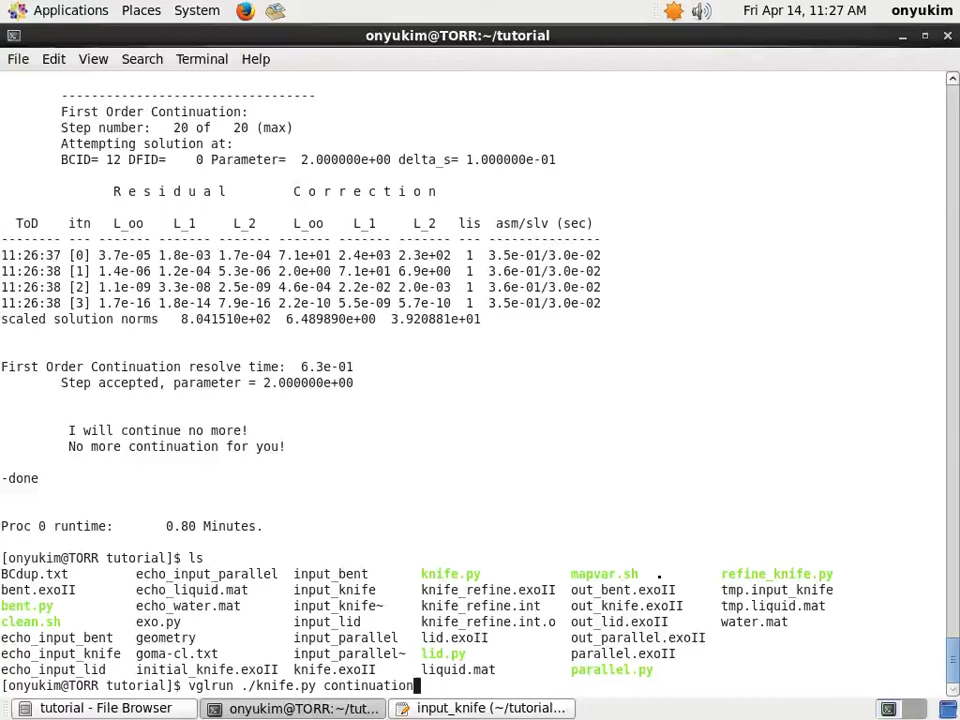 Applications Places System Fri Apr 14, 11:27 AM onyukim
onyukim@TORR:~/tutorial
File Edit View Search Terminal Help
---------------------------------
First Order Continuation:
Step number: 20 of 20 (max)
Attempting solution at:
BCID= 12 DFID= 0 Parameter= 2.000000e+00 delta_s= 1.000000e-01
R e s i d u a l C o r r e c t i o n
ToD itn L_oo L_1 L_2 L_oo L_1 L_2 lis asm/slv (sec)
-------- --- ------- ------- ------- ------- ------- ------- --- ---------------
11:26:37 [0] 3.7e-05 1.8e-03 1.7e-04 7.1e+01 2.4e+03 2.3e+02 1 3.5e-01/3.0e-02
11:26:38 [1] 1.4e-06 1.2e-04 5.3e-06 2.0e+00 7.1e+01 6.9e+00 1 3.6e-01/3.0e-02
11:26:38 [2] 1.1e-09 3.3e-08 2.5e-09 4.6e-04 2.2e-02 2.0e-03 1 3.6e-01/3.0e-02
11:26:38 [3] 1.7e-16 1.8e-14 7.9e-16 2.2e-10 5.5e-09 5.7e-10 1 3.5e-01/3.0e-02
scaled solution norms 8.041510e+02 6.489890e+00 3.920881e+01
First Order Continuation resolve time: 6.3e-01
Step accepted, parameter = 2.000000e+00
I will continue no more!
No more continuation for you!
-done
Proc 0 runtime: 0.80 Minutes.
[onyukim@TORR tutorial]$ ls
BCdup.txt echo_input_parallel input_bent knife.py mapvar.sh refine_knife.py
bent.exoII echo_liquid.mat input_knife knife_refine.exoII out_bent.exoII tmp.input_knife
bent.py echo_water.mat input_knife~ knife_refine.int out_knife.exoII tmp.liquid.mat
clean.sh exo.py input_lid knife_refine.int.o out_lid.exoII water.mat
echo_input_bent geometry input_parallel lid.exoII out_parallel.exoII
echo_input_knife goma-cl.txt input_parallel~ lid.py parallel.exoII
echo_input_lid initial_knife.exoII knife.exoII liquid.mat parallel.py
[onyukim@TORR tutorial]$ vglrun ./knife.py continuation
tutorial - File Browser onyukim@TORR:~/tut... input_knife (~/tutorial...